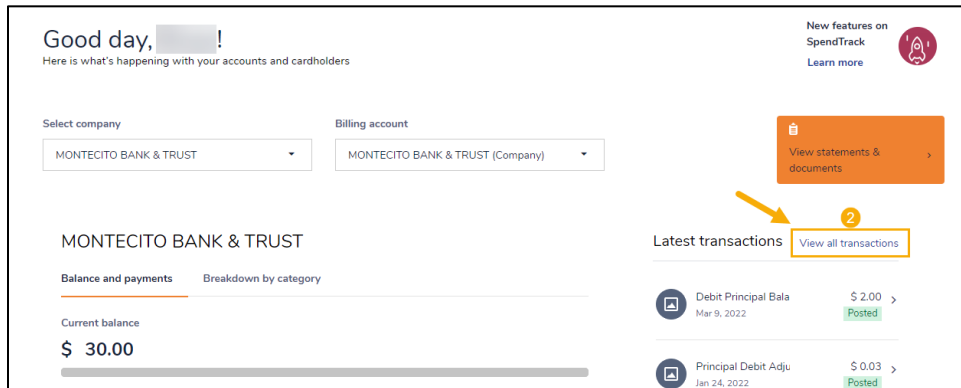 Good day, !
Here is what's happening with your accounts and cardholders
New features on
SpendTrack
Learn more
Select company
MONTECITO BANK & TRUST
Billing account
MONTECITO BANK & TRUST (Company)
View statements &
documents
MONTECITO BANK & TRUST
Balance and payments Breakdown by category
Current balance
$ 30.00
2
Latest transactions View all transactions
Debit Principal Bala $ 2.00
Mar 9, 2022 Posted
Principal Debit Adju $ 0.03
Jan 24, 2022 Posted